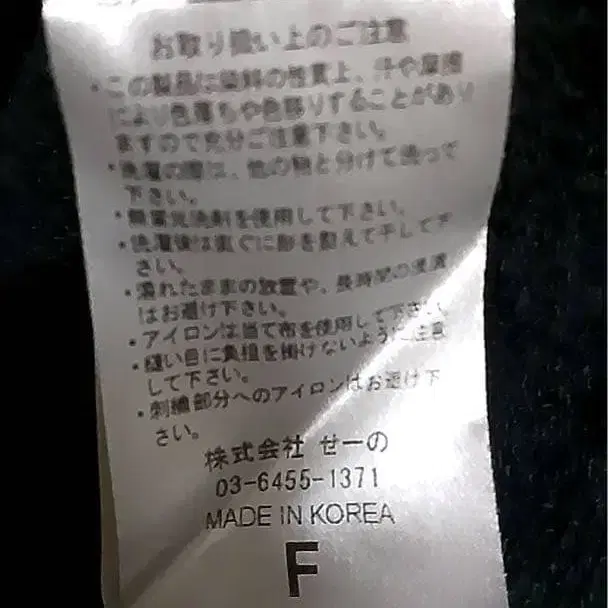 お取り扱い上のご注意
・この製品は染料の性質上、汗や摩擦
により色落ちや色移りすることがあり
ますので充分ご注意下さい。
・洗濯の際は、他の物と分けて洗って
下さい。
・無蛍光洗剤を使用して下さい。
・洗濯後は直ぐに形を整えて干して下
さい。
・濡れたままの放置や、長時間の浸漬
はお避け下さい。
・アイロンは当て布を使用して下さい。
・縫い目に負担を掛けないように注意
して下さい。
・刺繍部分へのアイロンはお避け下
さい。
株式会社 せーの
03-6455-1371
MADE IN KOREA
F